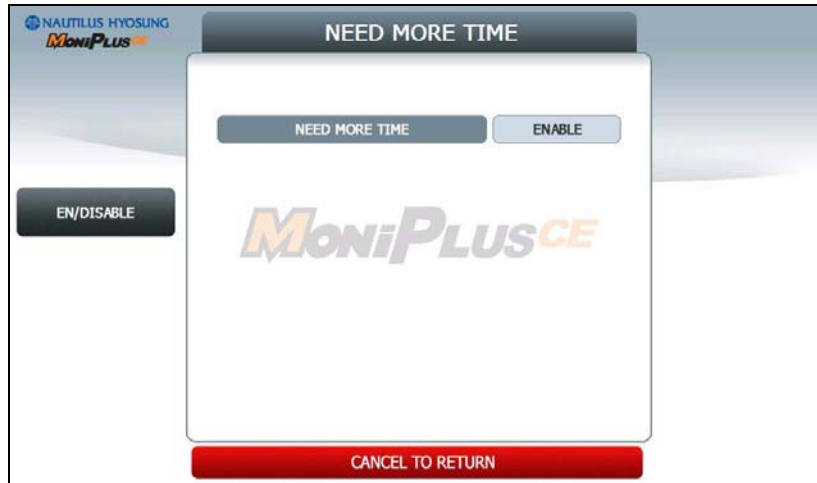 NAUTILUS HYOSUNG
MoniPlusCE
NEED MORE TIME
NEED MORE TIME ENABLE
EN/DISABLE
MoniPlusCE
CANCEL TO RETURN